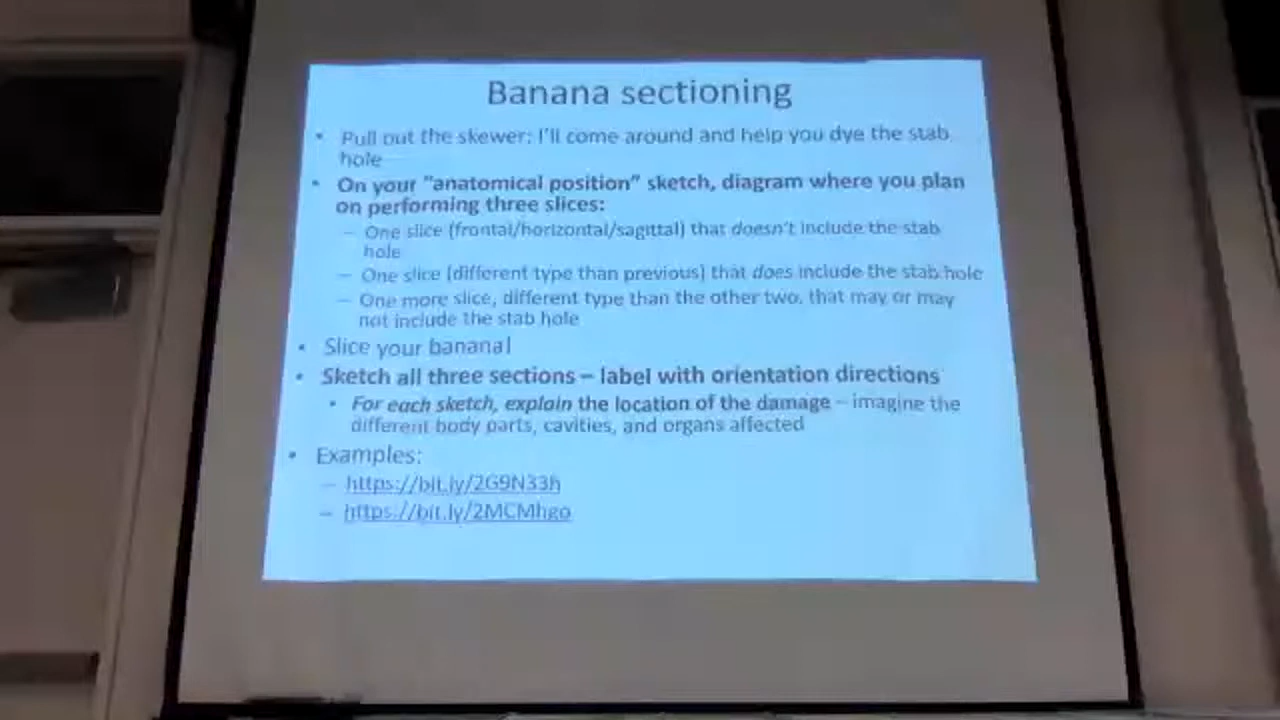 Banana sectioning
• Pull out the skewer: I'll come around and help you dye the stab
hole
• On your "anatomical position" sketch, diagram where you plan
on performing three slices:
– One slice (frontal/horizontal/sagittal) that doesn't include the stab
hole
– One slice (different type than previous) that does include the stab hole
– One more slice, different type than the other two, that may or may
not include the stab hole
• Slice your banana!
• Sketch all three sections – label with orientation directions
• For each sketch, explain the location of the damage – imagine the
different body parts, cavities, and organs affected
• Examples:
– https://bit.ly/2G9N33h
– https://bit.ly/2MCMhgo